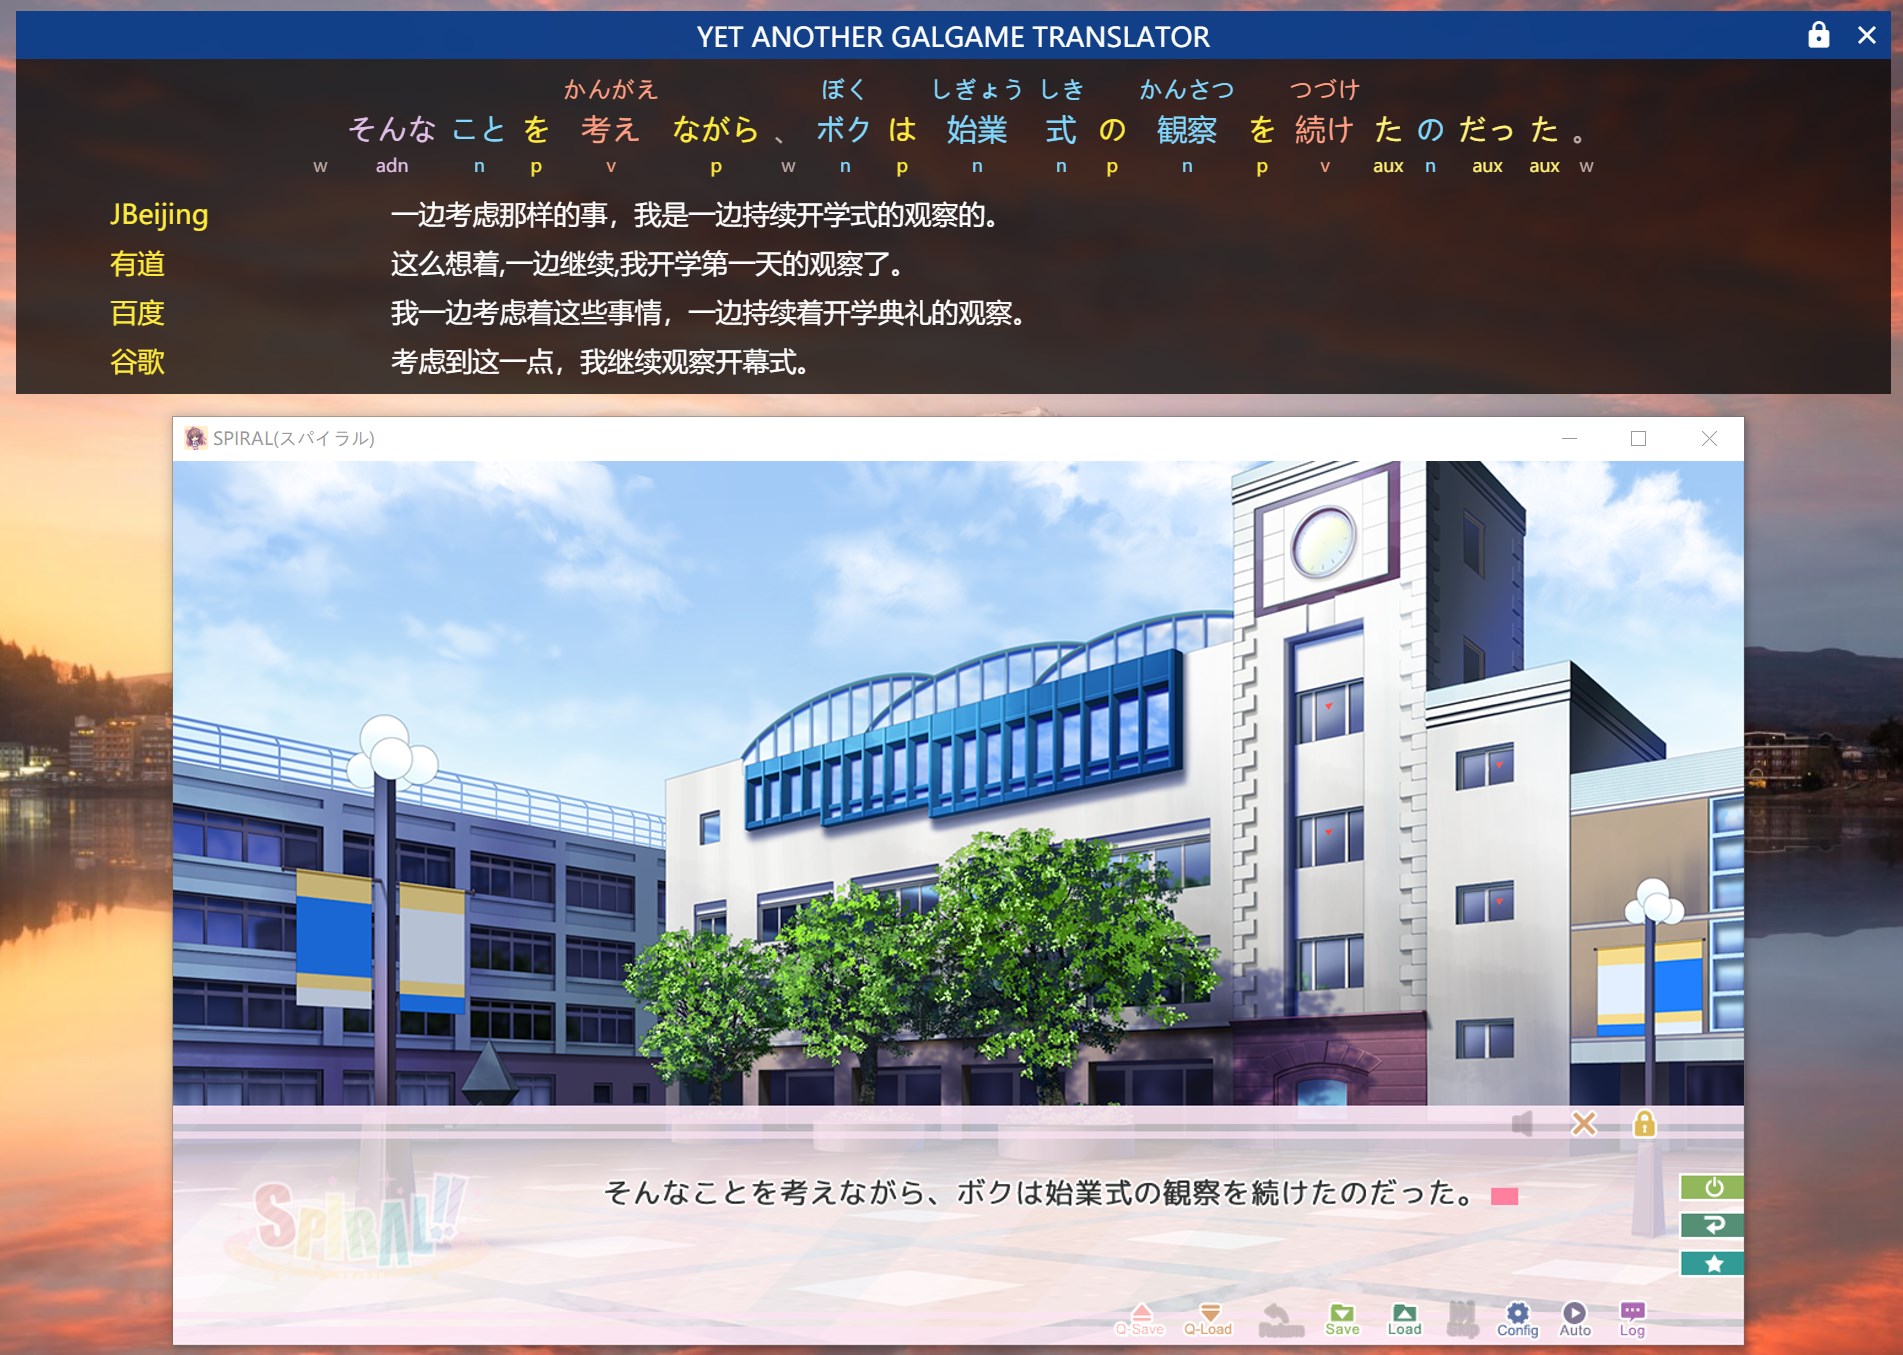 YET ANOTHER GALGAME TRANSLATOR
かんがえ ぼく しぎょう しき かんさつ つづけ
そんな こと を 考え ながら 、 ボク は 始業 式 の 観察 を 続け た の だっ た 。
w adn n p v p w n p n n p n p v aux n aux aux w
JBeijing 一边考虑那样的事，我是一边持续开学式的观察的。
有道 这么想着,一边继续,我开学第一天的观察了。
百度 我一边考虑着这些事情，一边持续着开学典礼的观察。
谷歌 考虑到这一点，我继续观察开幕式。
SPIRAL(スパイラル)
そんなことを考えながら、ボクは始業式の観察を続けたのだった。
SPIRAL!!
Q-Save Q-Load Save Load Config Auto Log